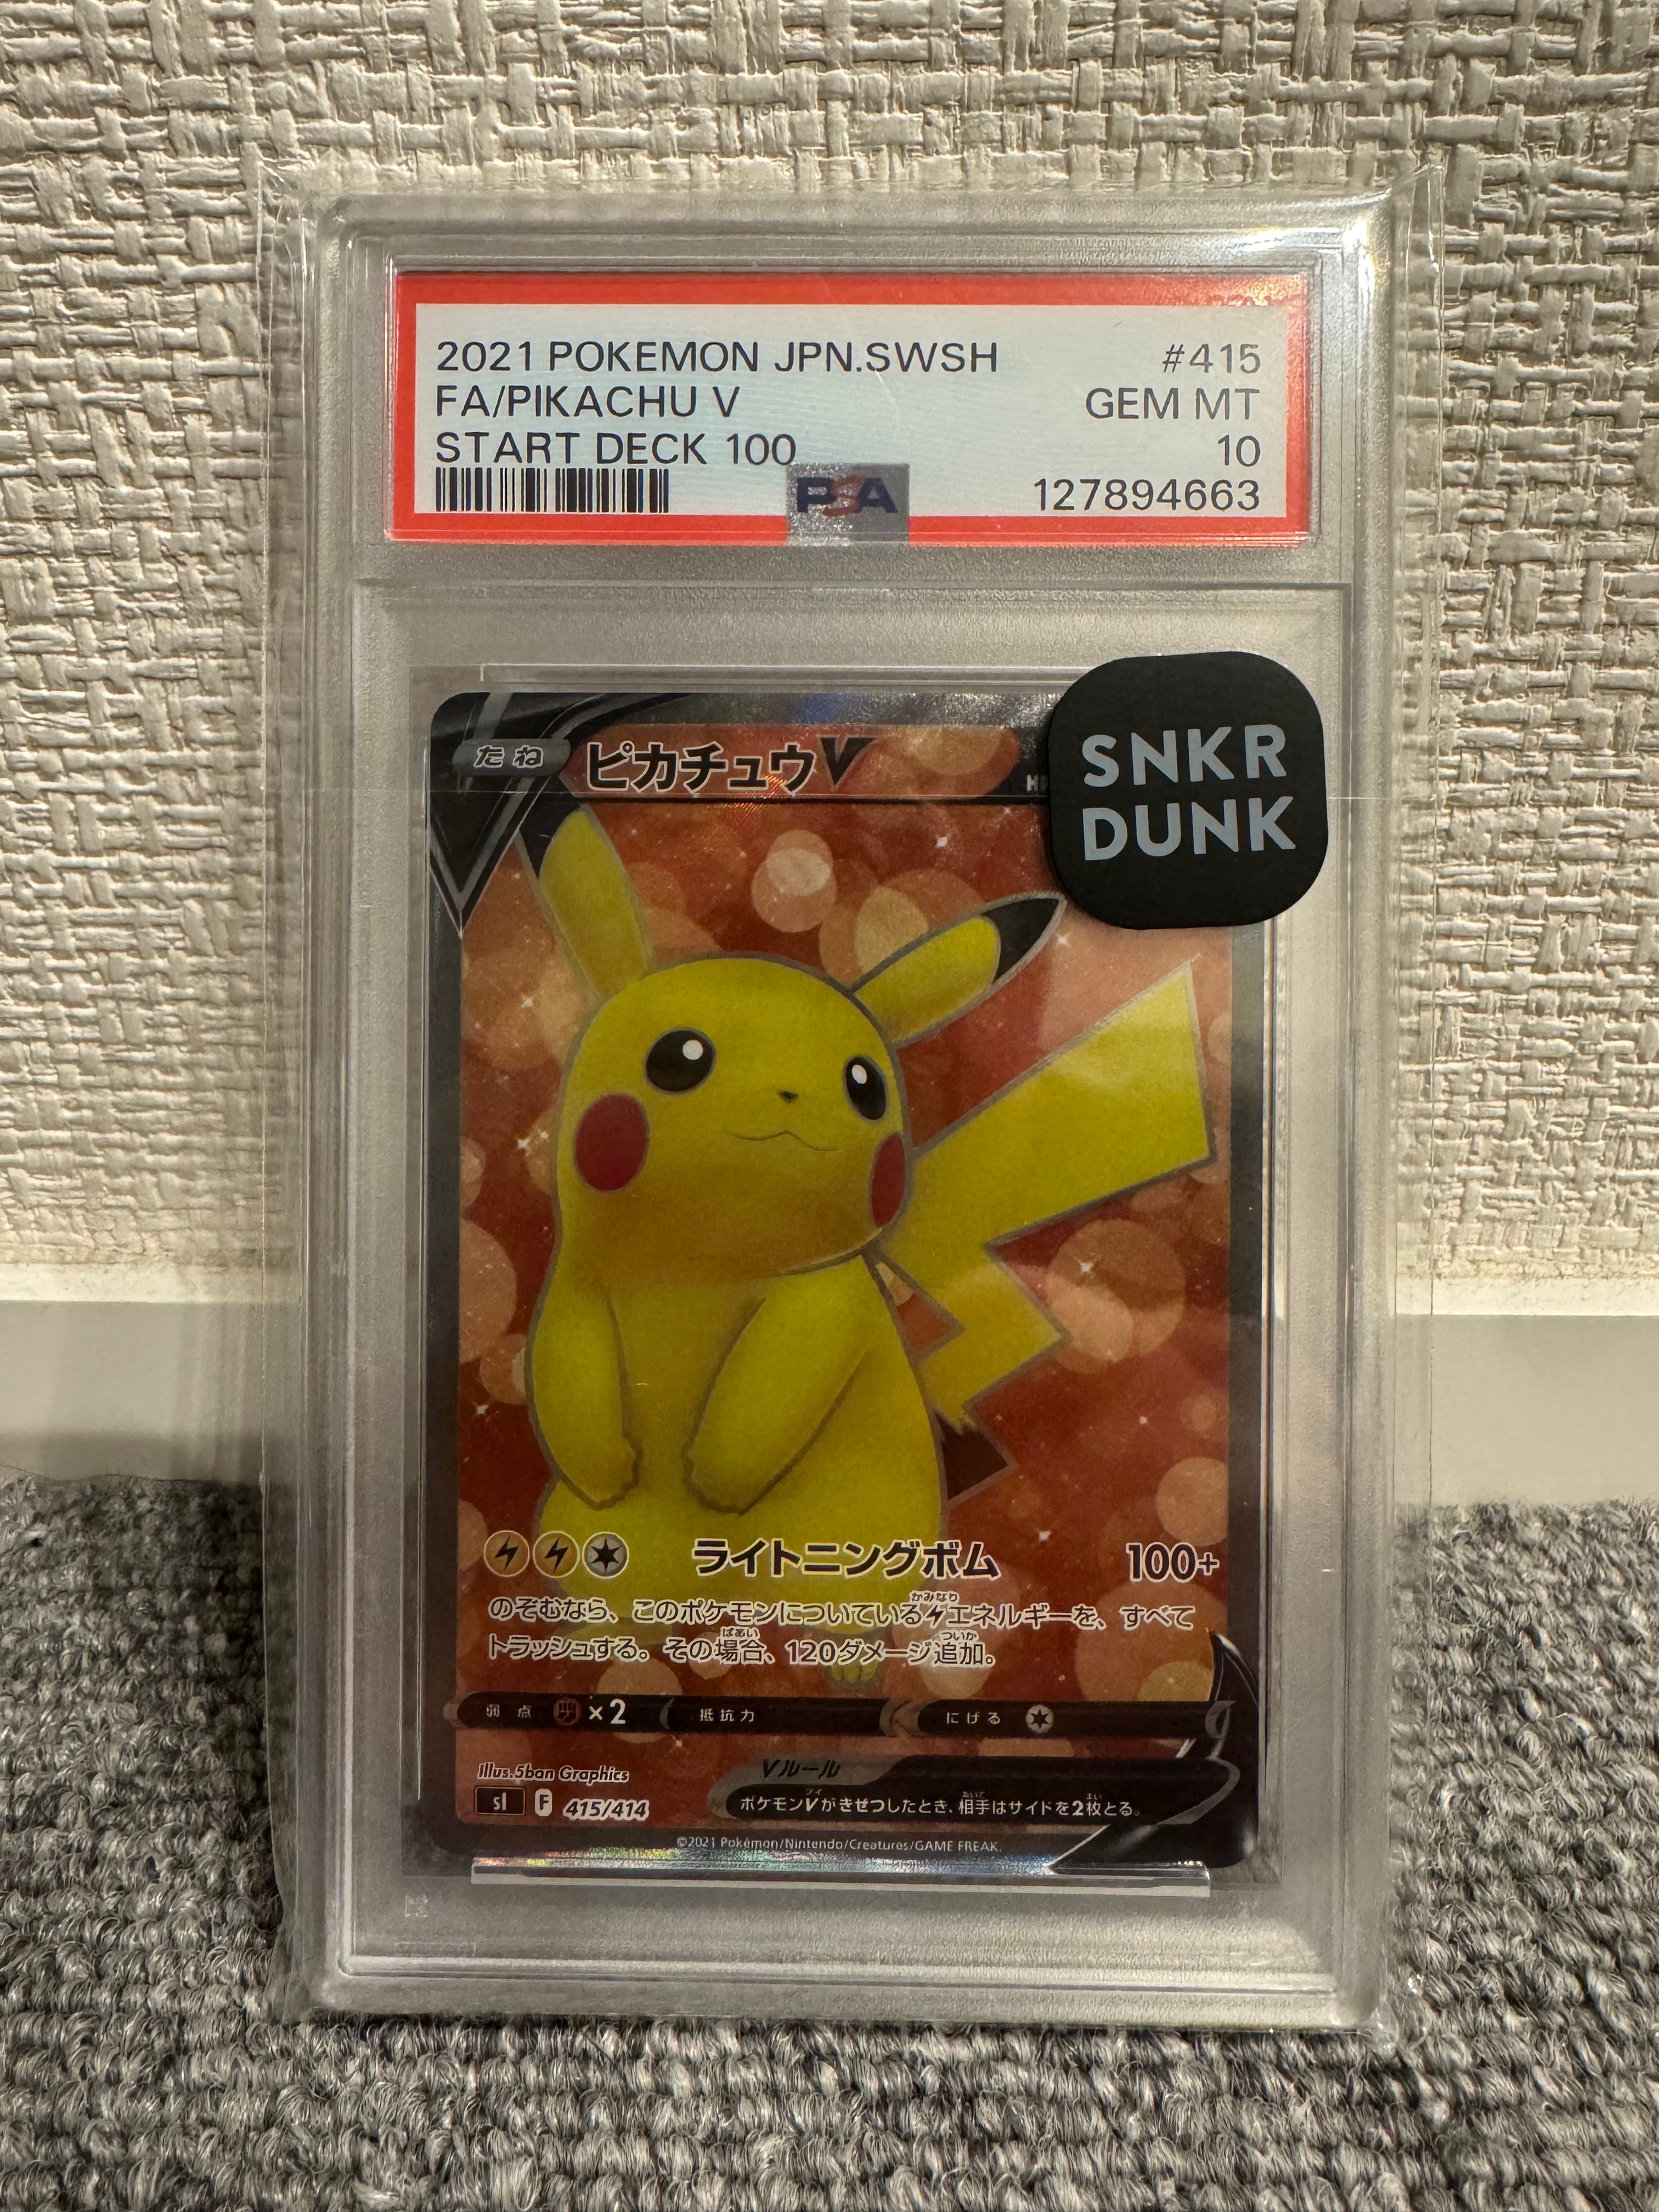 2021 POKEMON JPN.SWSH #415
FA/PIKACHU V GEM MT
START DECK 100 10
PSA 127894663
SNKR
DUNK
たね ピカチュウV
ライトニングボム 100+
のぞむなら、このポケモンについているエネルギーを、すべて
トラッシュする。その場合、120ダメージ追加。
弱点 ×2 抵抗力 にげる
Illus.5ban Graphics
Vルール
sI F 415/414
ポケモンVがきぜつしたとき、相手はサイドを2枚とる。
©2021 Pokémon/Nintendo/Creatures/GAME FREAK.